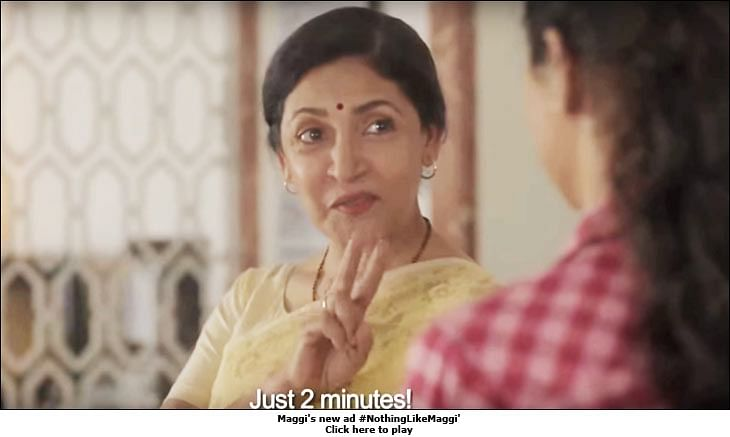 Just 2 minutes!
Maggi's new ad #NothingLikeMaggi'
Click here to play